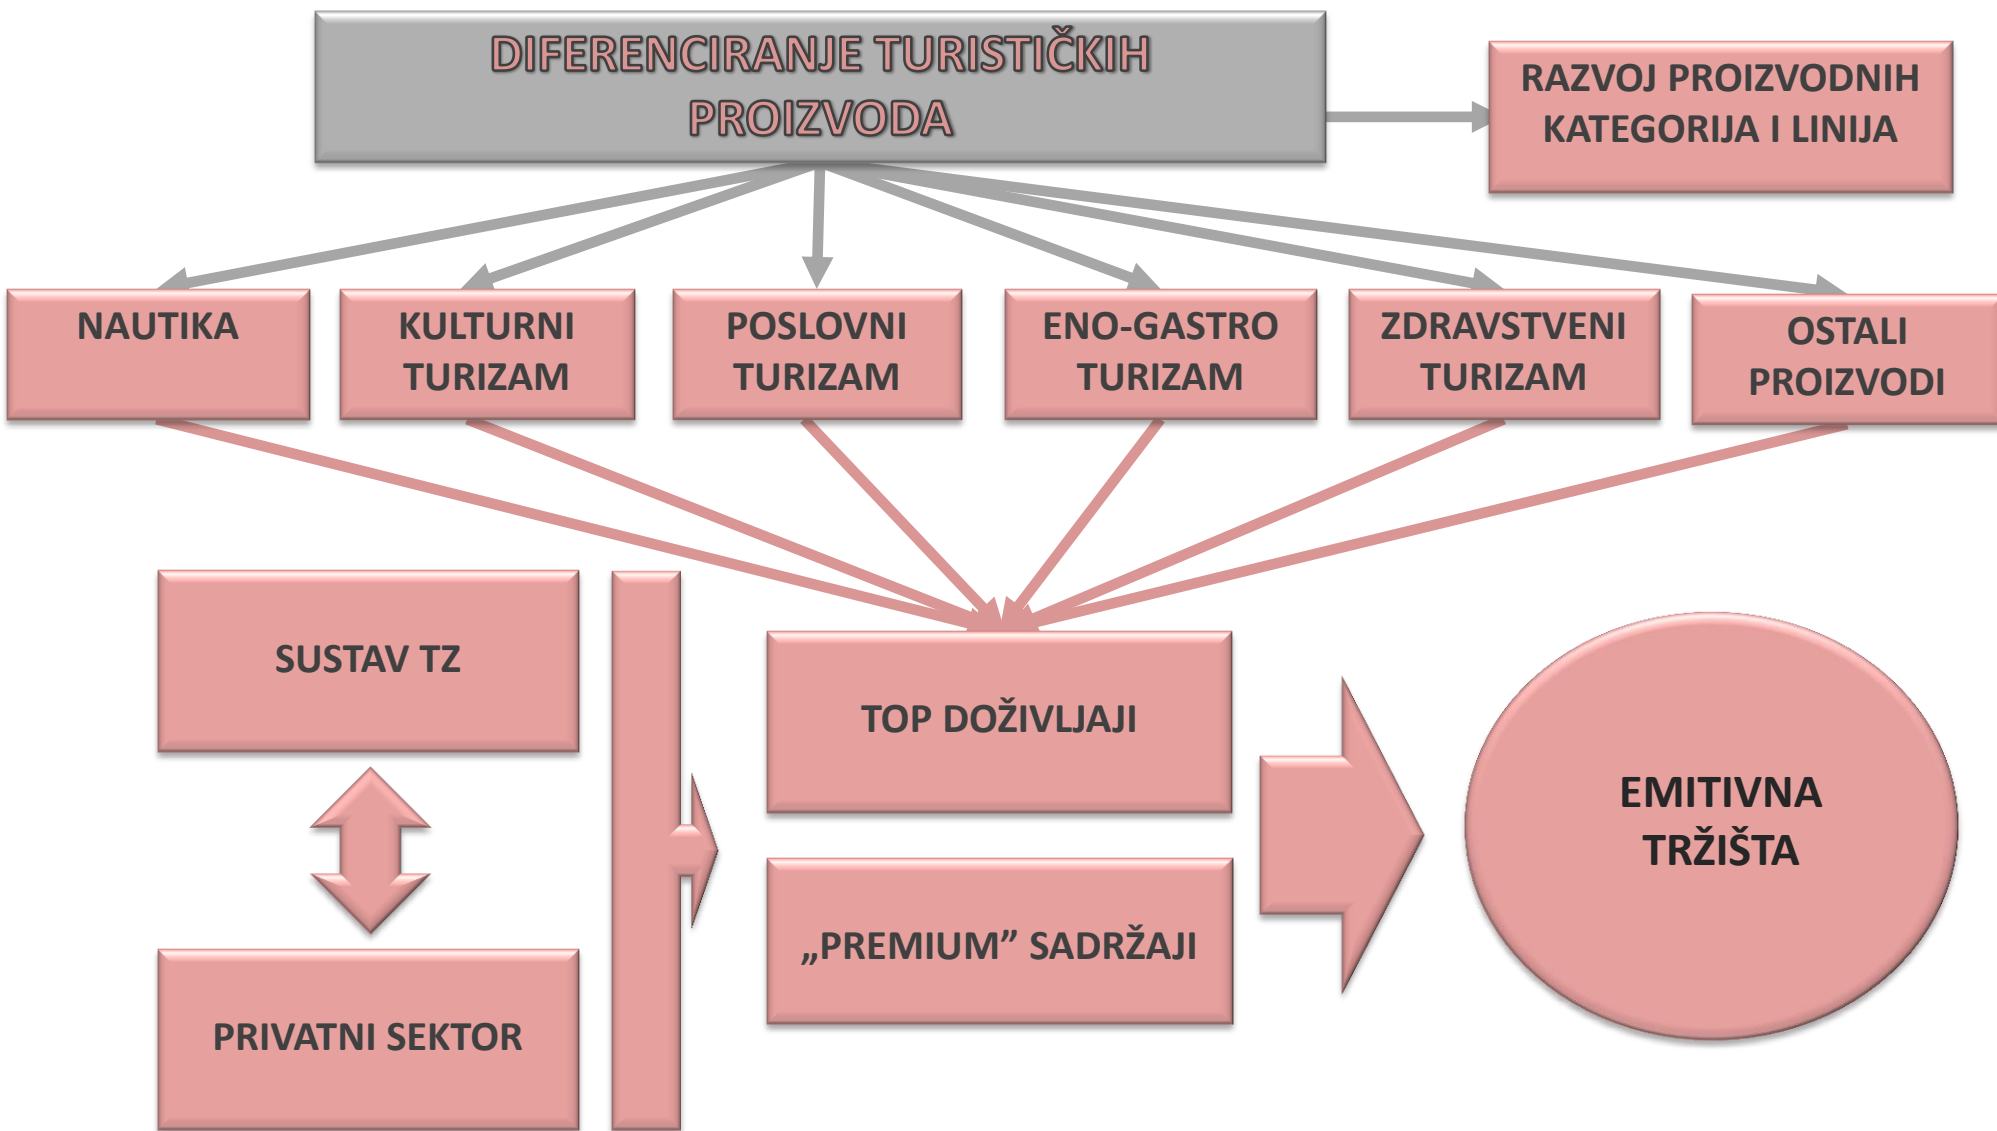 DIFERENCIRANJE TURISTIČKIH
PROIZVODA
RAZVOJ PROIZVODNIH
KATEGORIJA I LINIJA
NAUTIKA
KULTURNI
TURIZAM
POSLOVNI
TURIZAM
ENO-GASTRO
TURIZAM
ZDRAVSTVENI
TURIZAM
OSTALI
PROIZVODI
SUSTAV TZ
TOP DOŽIVLJAJI
EMITIVNA
TRŽIŠTA
„PREMIUM” SADRŽAJI
PRIVATNI SEKTOR